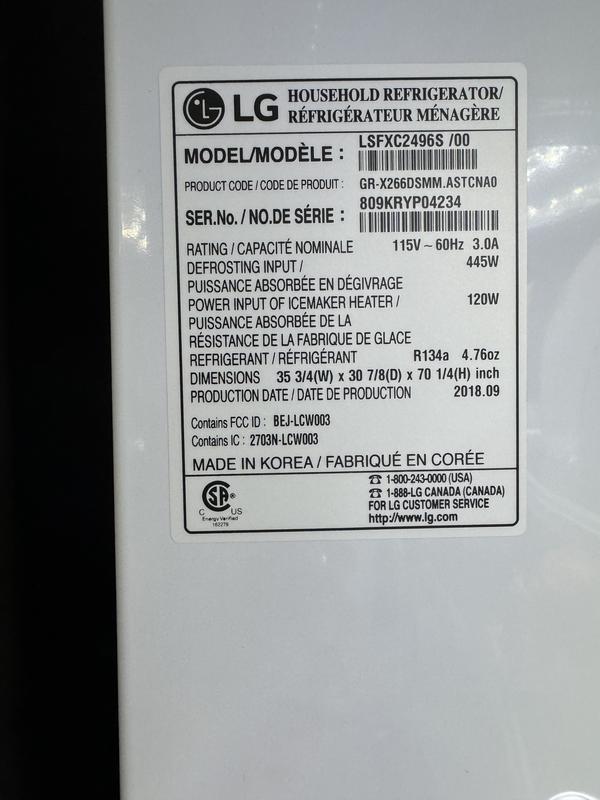 LG HOUSEHOLD REFRIGERATOR/
RÉFRIGÉRATEUR MÉNAGÈRE
MODEL/MODÈLE : LSFXC2496S /00
PRODUCT CODE / CODE DE PRODUIT : GR-X266DSMM.ASTCNA0
SER.No. / NO.DE SÉRIE : 809KRYP04234
RATING / CAPACITÉ NOMINALE 115V ~ 60Hz 3.0A
DEFROSTING INPUT / 445W
PUISSANCE ABSORBÉE EN DÉGIVRAGE
POWER INPUT OF ICEMAKER HEATER / 120W
PUISSANCE ABSORBÉE DE LA
RÉSISTANCE DE LA FABRIQUE DE GLACE
REFRIGERANT / RÉFRIGÉRANT R134a 4.76oz
DIMENSIONS 35 3/4(W) x 30 7/8(D) x 70 1/4(H) inch
PRODUCTION DATE / DATE DE PRODUCTION 2018.09
Contains FCC ID : BEJ-LCW003
Contains IC : 2703N-LCW003
MADE IN KOREA / FABRIQUÉ EN CORÉE
SA ®
C US
Energy Verified
162279
☎ 1-800-243-0000 (USA)
☎ 1-888-LG CANADA (CANADA)
FOR LG CUSTOMER SERVICE
http://www.lg.com